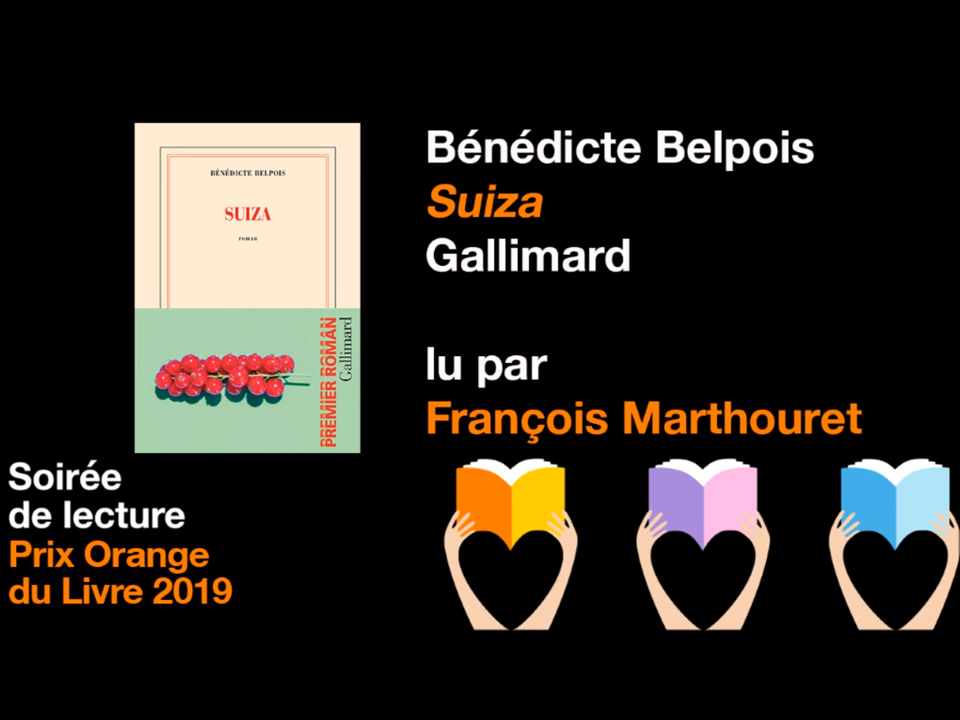 BÉNÉDICTE BELPOIS
SUIZA
roman
PREMIER ROMAN
Gallimard
Bénédicte Belpois
Suiza
Gallimard
lu par
François Marthouret
Soirée
de lecture
Prix Orange
du Livre 2019